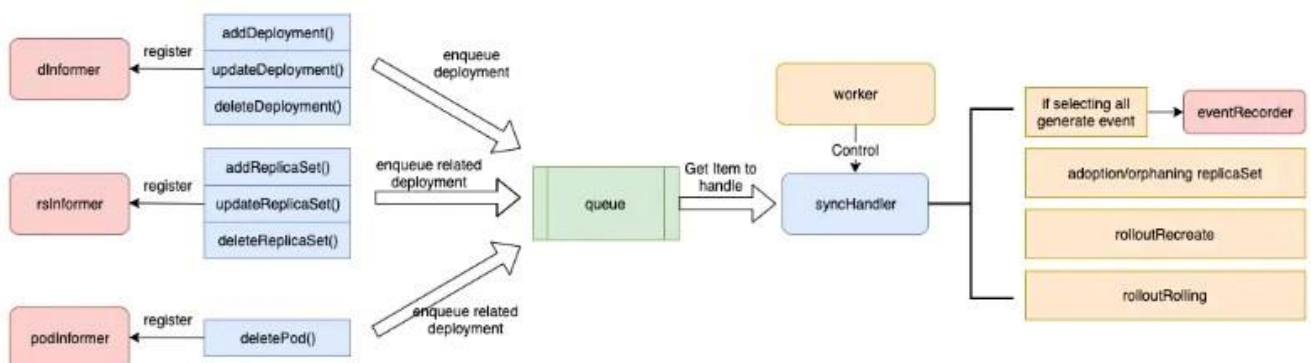 dInformer
register
addDeployment()
updateDeployment()
deleteDeployment()
enqueue
deployment
rsInformer
register
addReplicaSet()
updateReplicaSet()
deleteReplicaSet()
enqueue related
deployment
podInformer
register
deletePod()
enqueue related
deployment
queue
Get Item to
handle
worker
Control
syncHandler
if selecting all
generate event
eventRecorder
adoption/orphaning replicaSet
rolloutRecreate
rolloutRolling